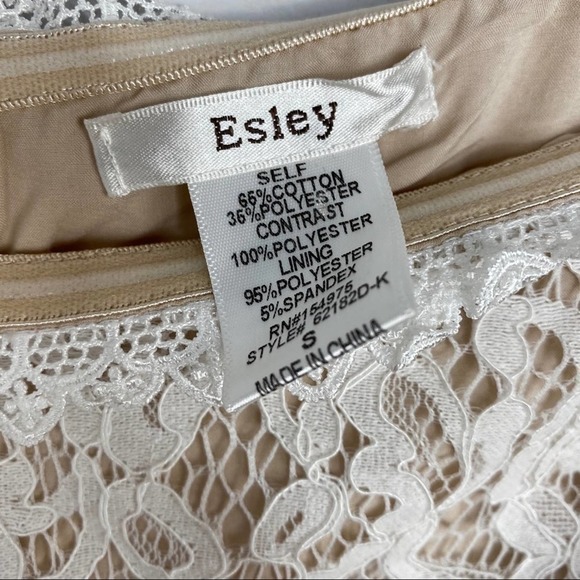 Esley
SELF
65%COTTON
35%POLYESTER
CONTRAST
100%POLYESTER
LINING
95%POLYESTER
5%SPANDEX
RN#154975
STYLE# 62182D-K
S
MADE IN CHINA